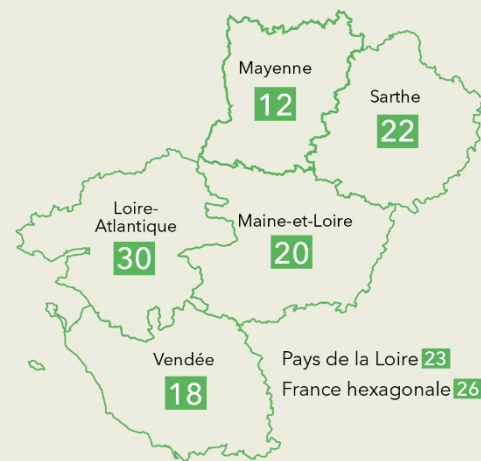 Mayenne
12
Sarthe
22
Loire-
Atlantique
30
Maine-et-Loire
20
Vendée
18
Pays de la Loire 23
France hexagonale 26